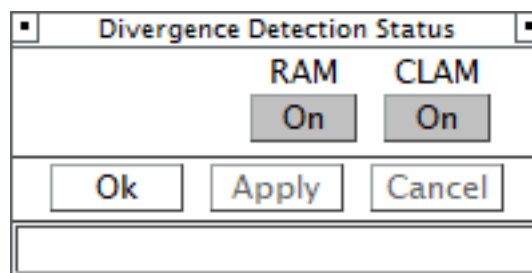 Divergence Detection Status
RAM CLAM
On On
Ok Apply Cancel